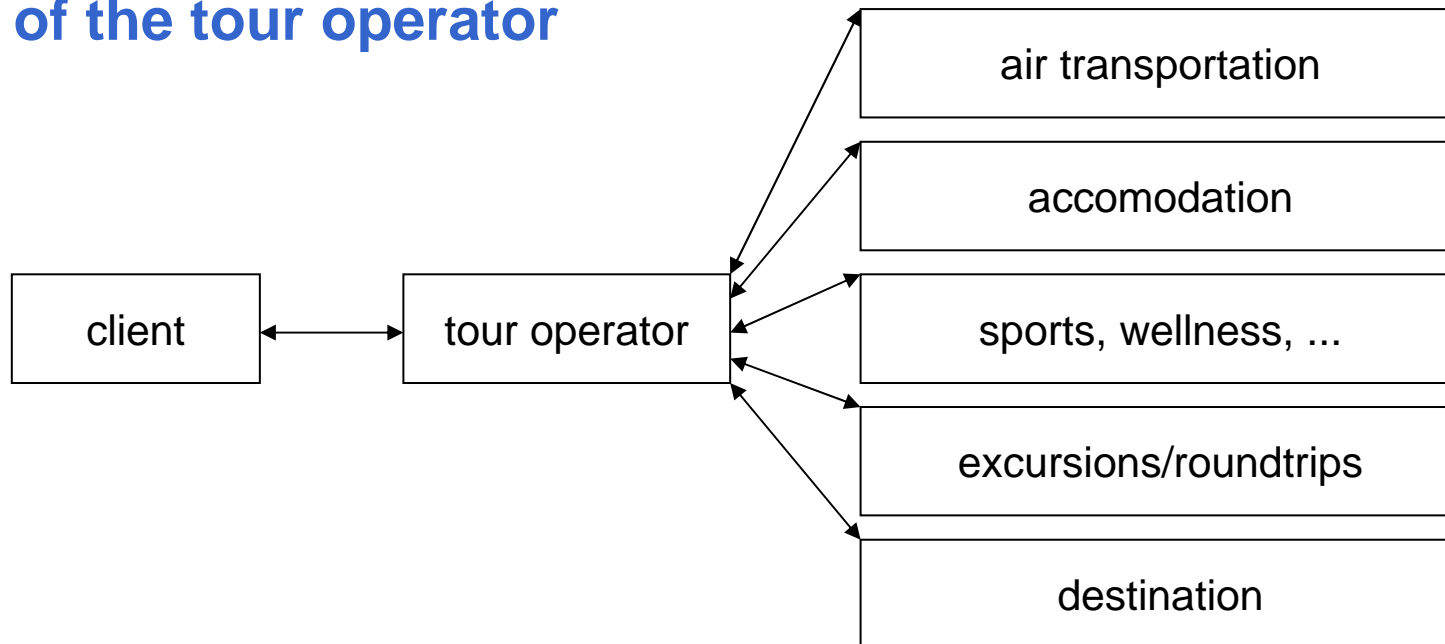 of the tour operator
air transportation
accomodation
client
tour operator
sports, wellness, ...
excursions/roundtrips
destination